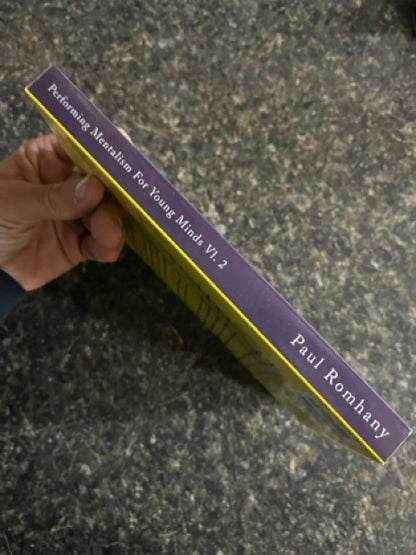 Performing Mentalism For Young Minds Vl. 2
Paul Romhany